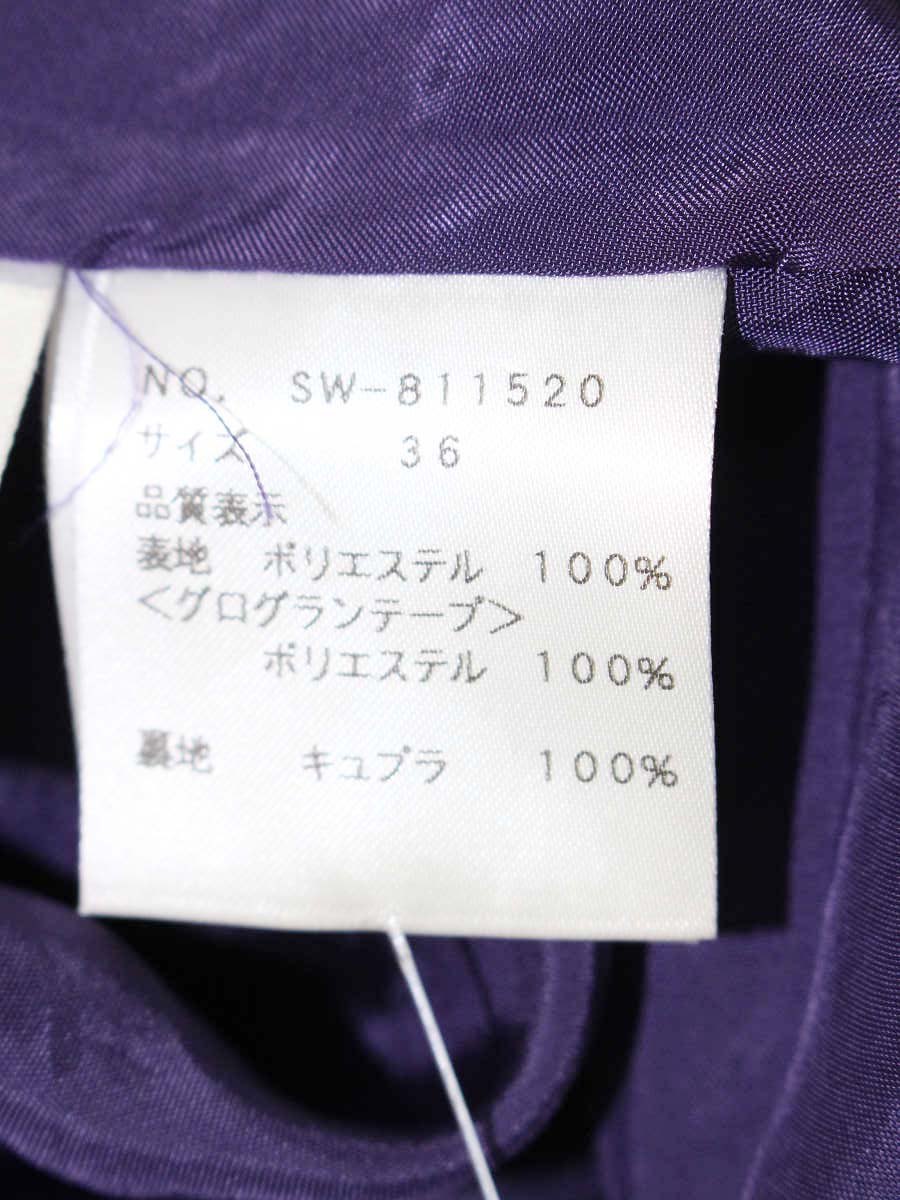 NO. SW-811520
サイズ 36
品質表示
表地 ポリエステル 100%
<グログランテープ>
ポリエステル 100%
裏地 キュプラ 100%